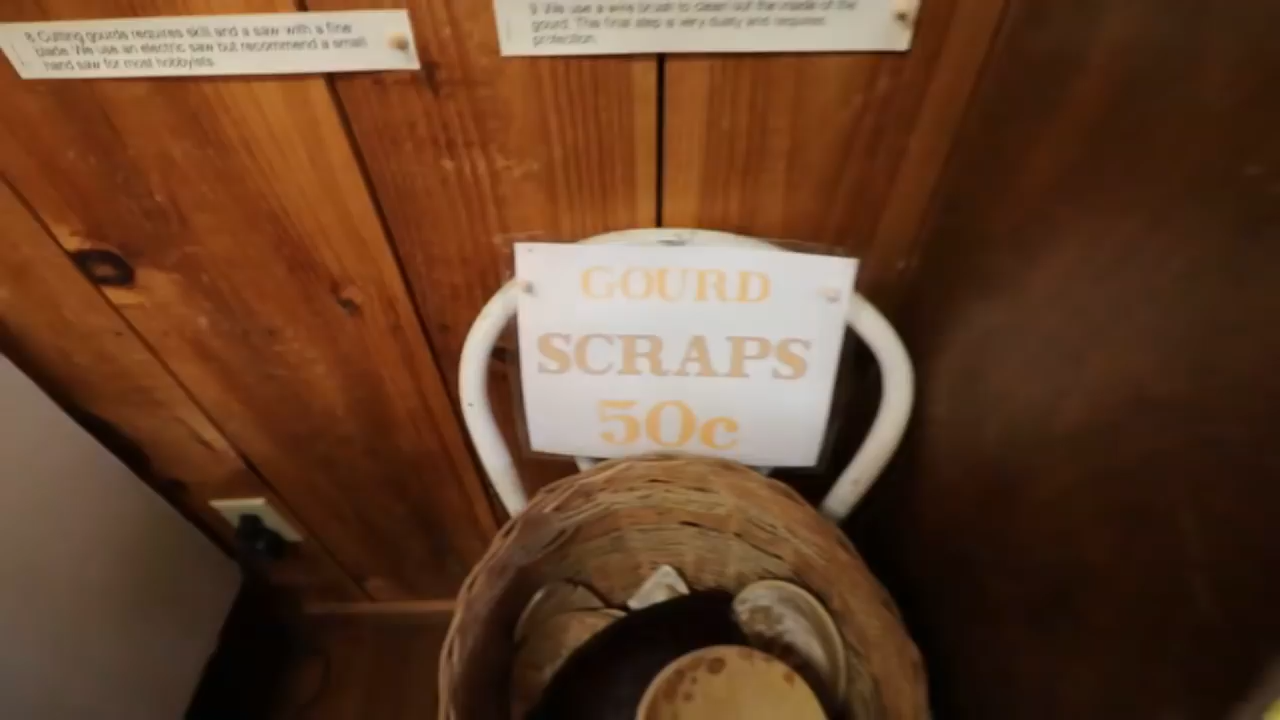 8 Cutting gourds requires skill and a saw with a fine
blade. We use an electric saw but recommend a small
hand saw for most hobbyists.
9 We use a wire brush to clean out the inside of the
gourd. This final step is very dusty and requires
protection.
GOURD
SCRAPS
50c